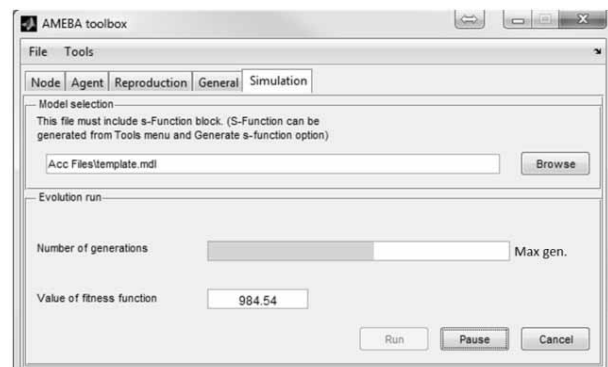 AMEBA toolbox
File Tools
Node Agent Reproduction General Simulation
Model selection
This file must include s-Function block. (S-Function can be
generated from Tools menu and Generate s-function option)
Acc Files\template.mdl Browse
Evolution run
Number of generations Max gen.
Value of fitness function 984.54
Run Pause Cancel